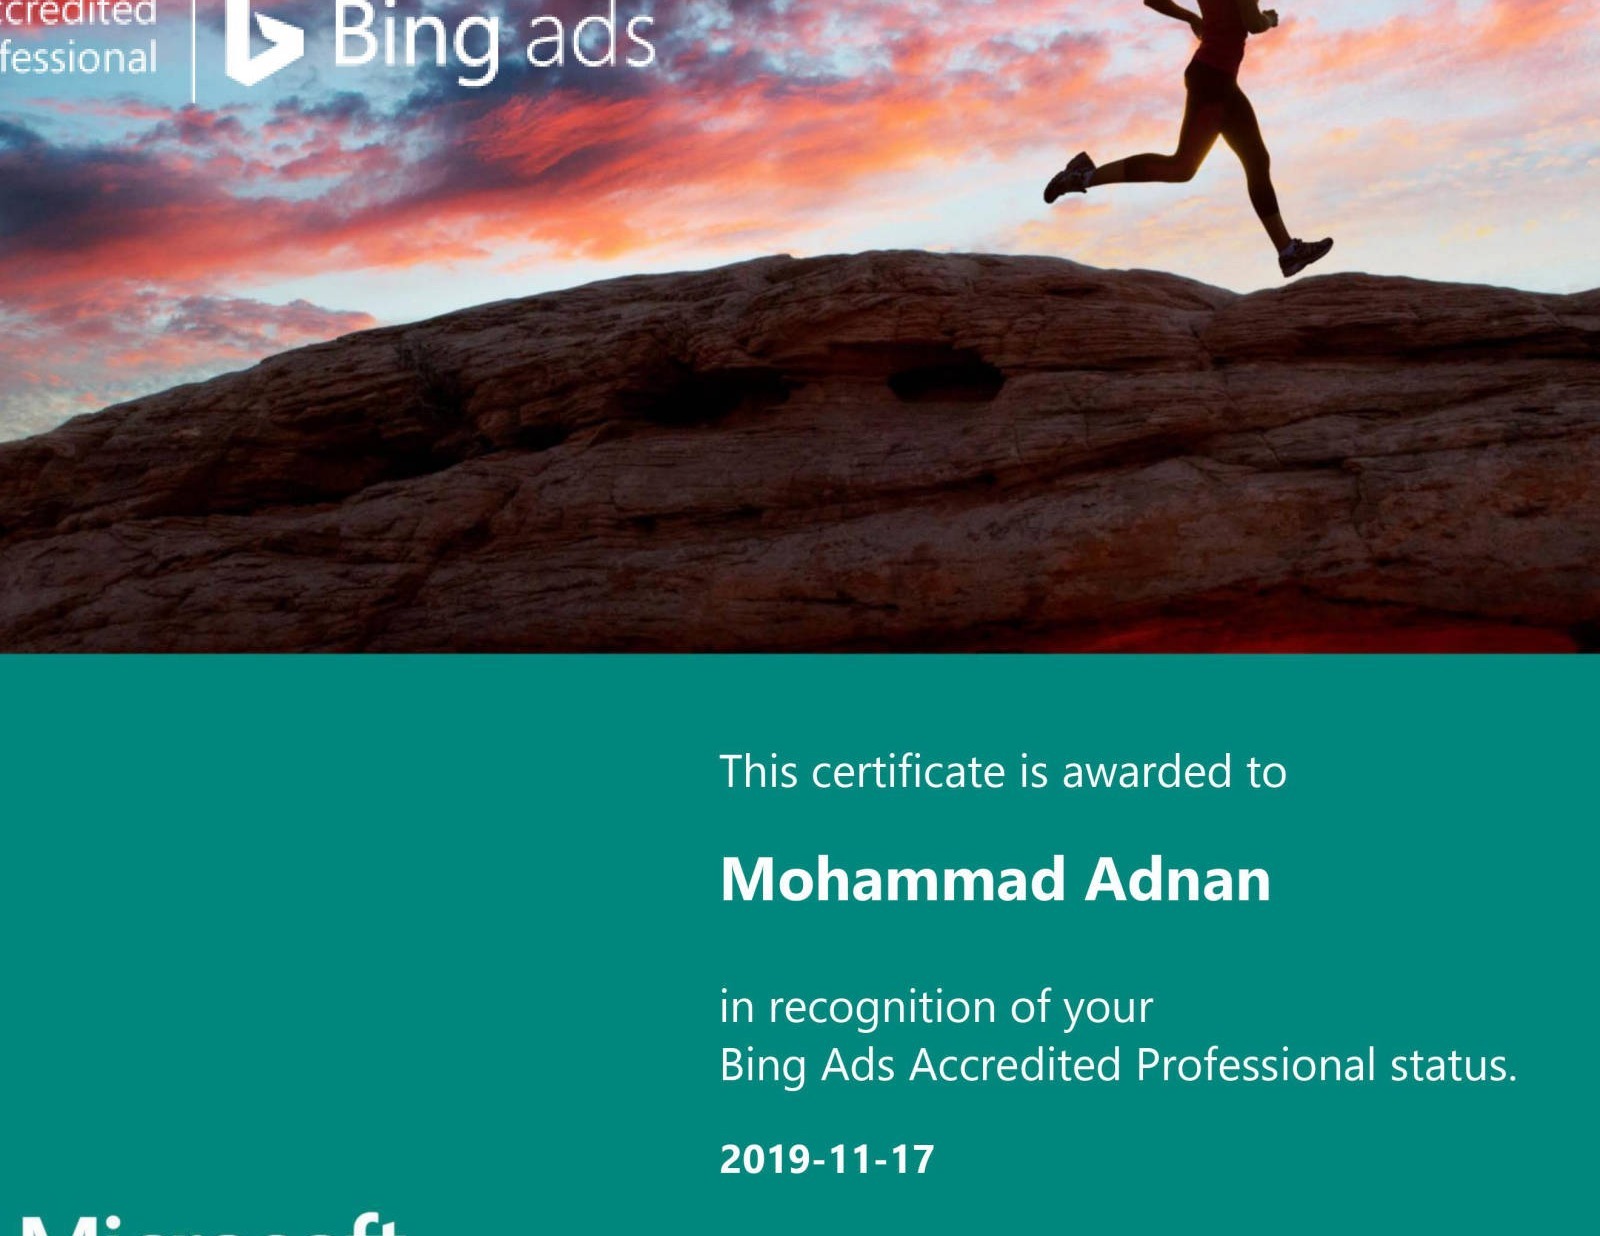 ccredited
fessional
Bing ads
This certificate is awarded to
Mohammad Adnan
in recognition of your
Bing Ads Accredited Professional status.
2019-11-17
Microsoft